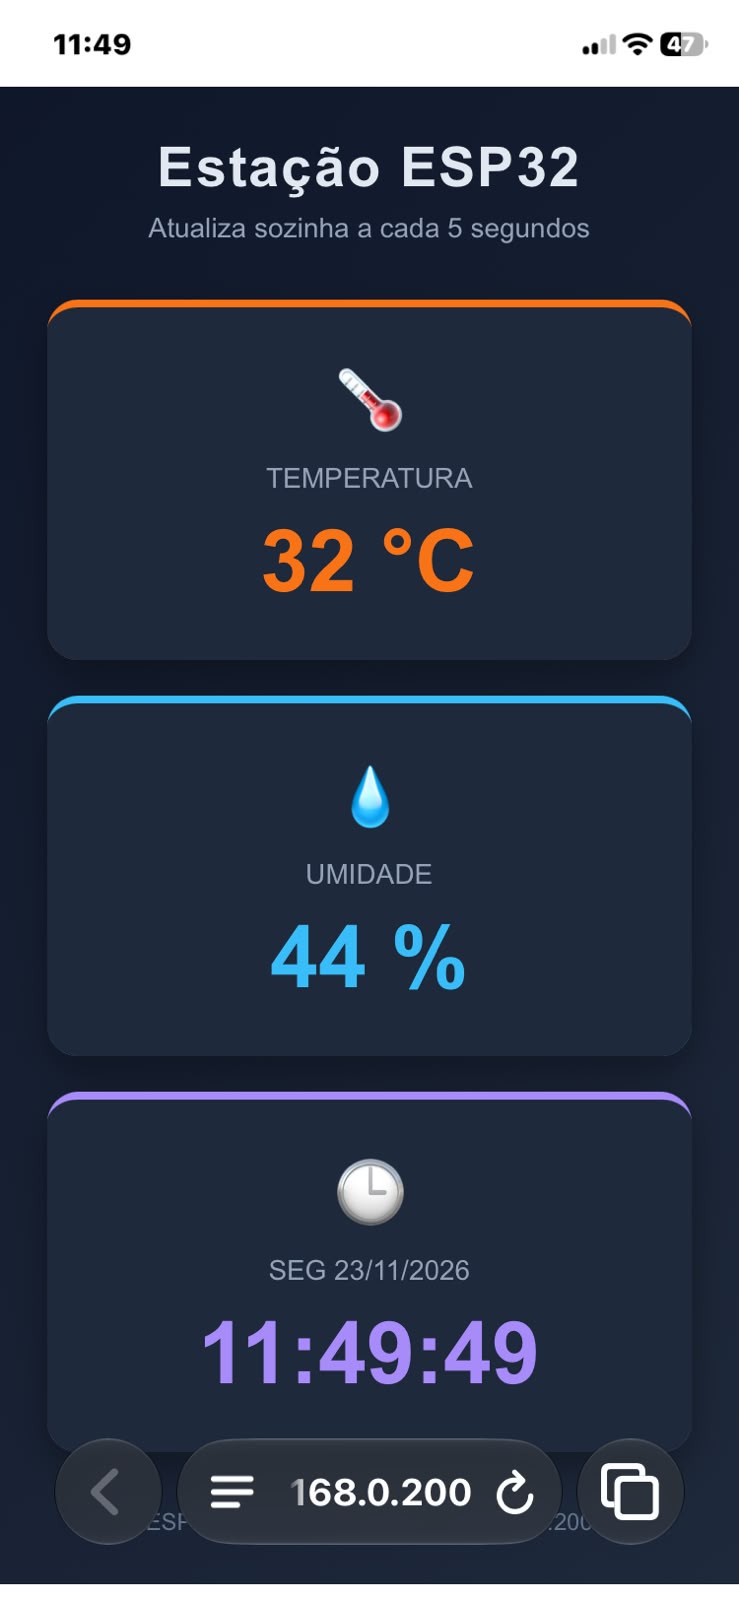 11:49
47
Estação ESP32
Atualiza sozinha a cada 5 segundos
TEMPERATURA
32 °C
UMIDADE
44 %
SEG 23/11/2026
11:49:49
168.0.200